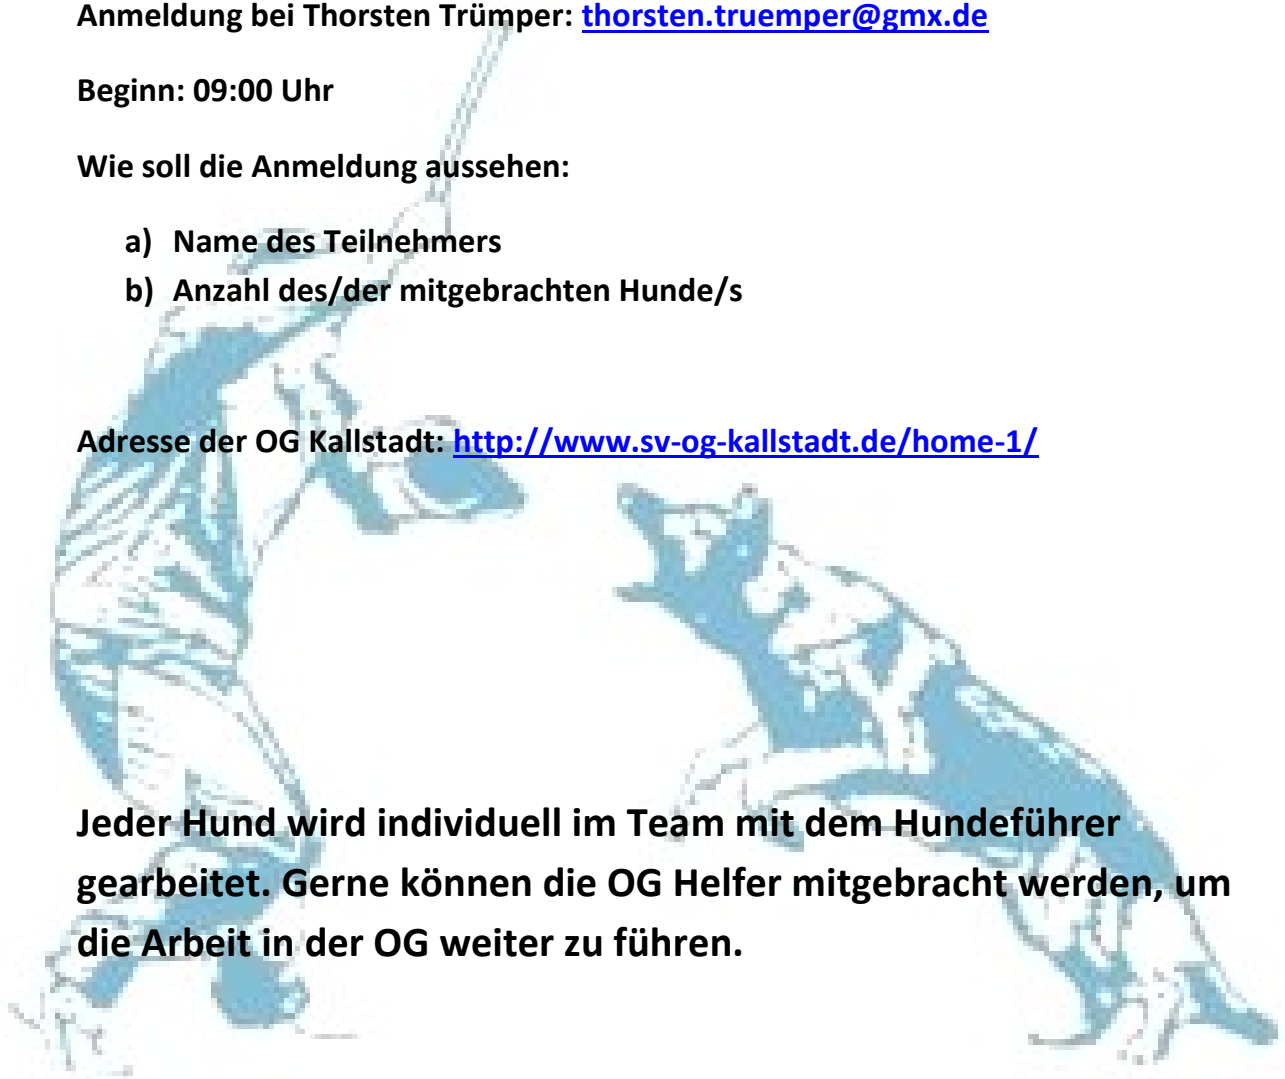 Anmeldung bei Thorsten Trümper: thorsten.truemper@gmx.de
Beginn: 09:00 Uhr
Wie soll die Anmeldung aussehen:
a) Name des Teilnehmers
b) Anzahl des/der mitgebrachten Hunde/s
Adresse der OG Kallstadt: http://www.sv-og-kallstadt.de/home-1/
Jeder Hund wird individuell im Team mit dem Hundeführer
gearbeitet. Gerne können die OG Helfer mitgebracht werden, um
die Arbeit in der OG weiter zu führen.